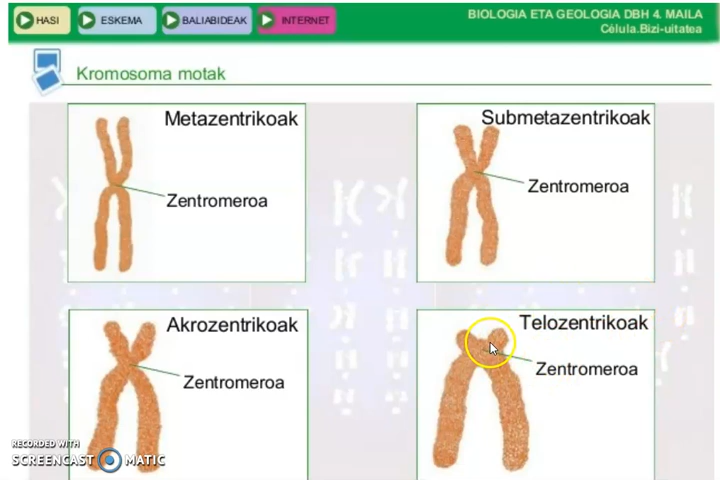 HASI
ESKEMA
BALIABIDEAK
INTERNET
BIOLOGIA ETA GEOLOGIA DBH 4. MAILA
Célula.Bizi-uitatea
Kromosoma motak
Metazentrikoak
Zentromeroa
Submetazentrikoak
Zentromeroa
Akrozentrikoak
Zentromeroa
Telozentrikoak
Zentromeroa
RECORDED WITH
SCREENCAST MATIC